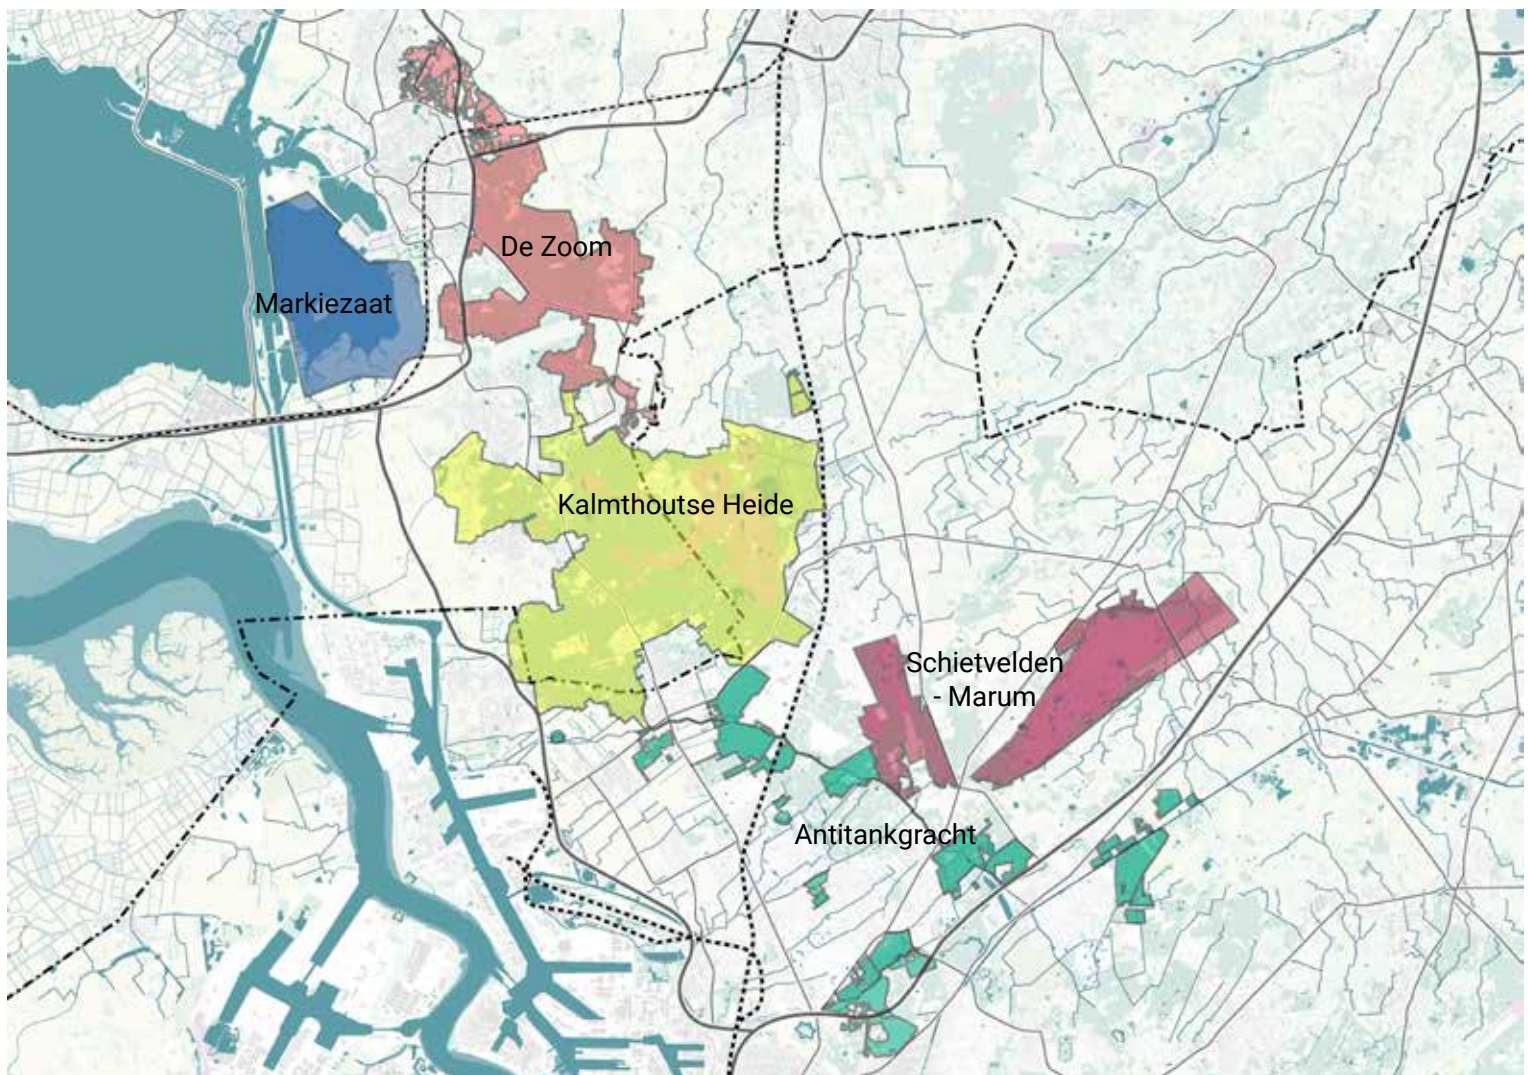 De Zoom
Markiezaat
Kalmthoutse Heide
Schietvelden
- Marum
Antitankgracht